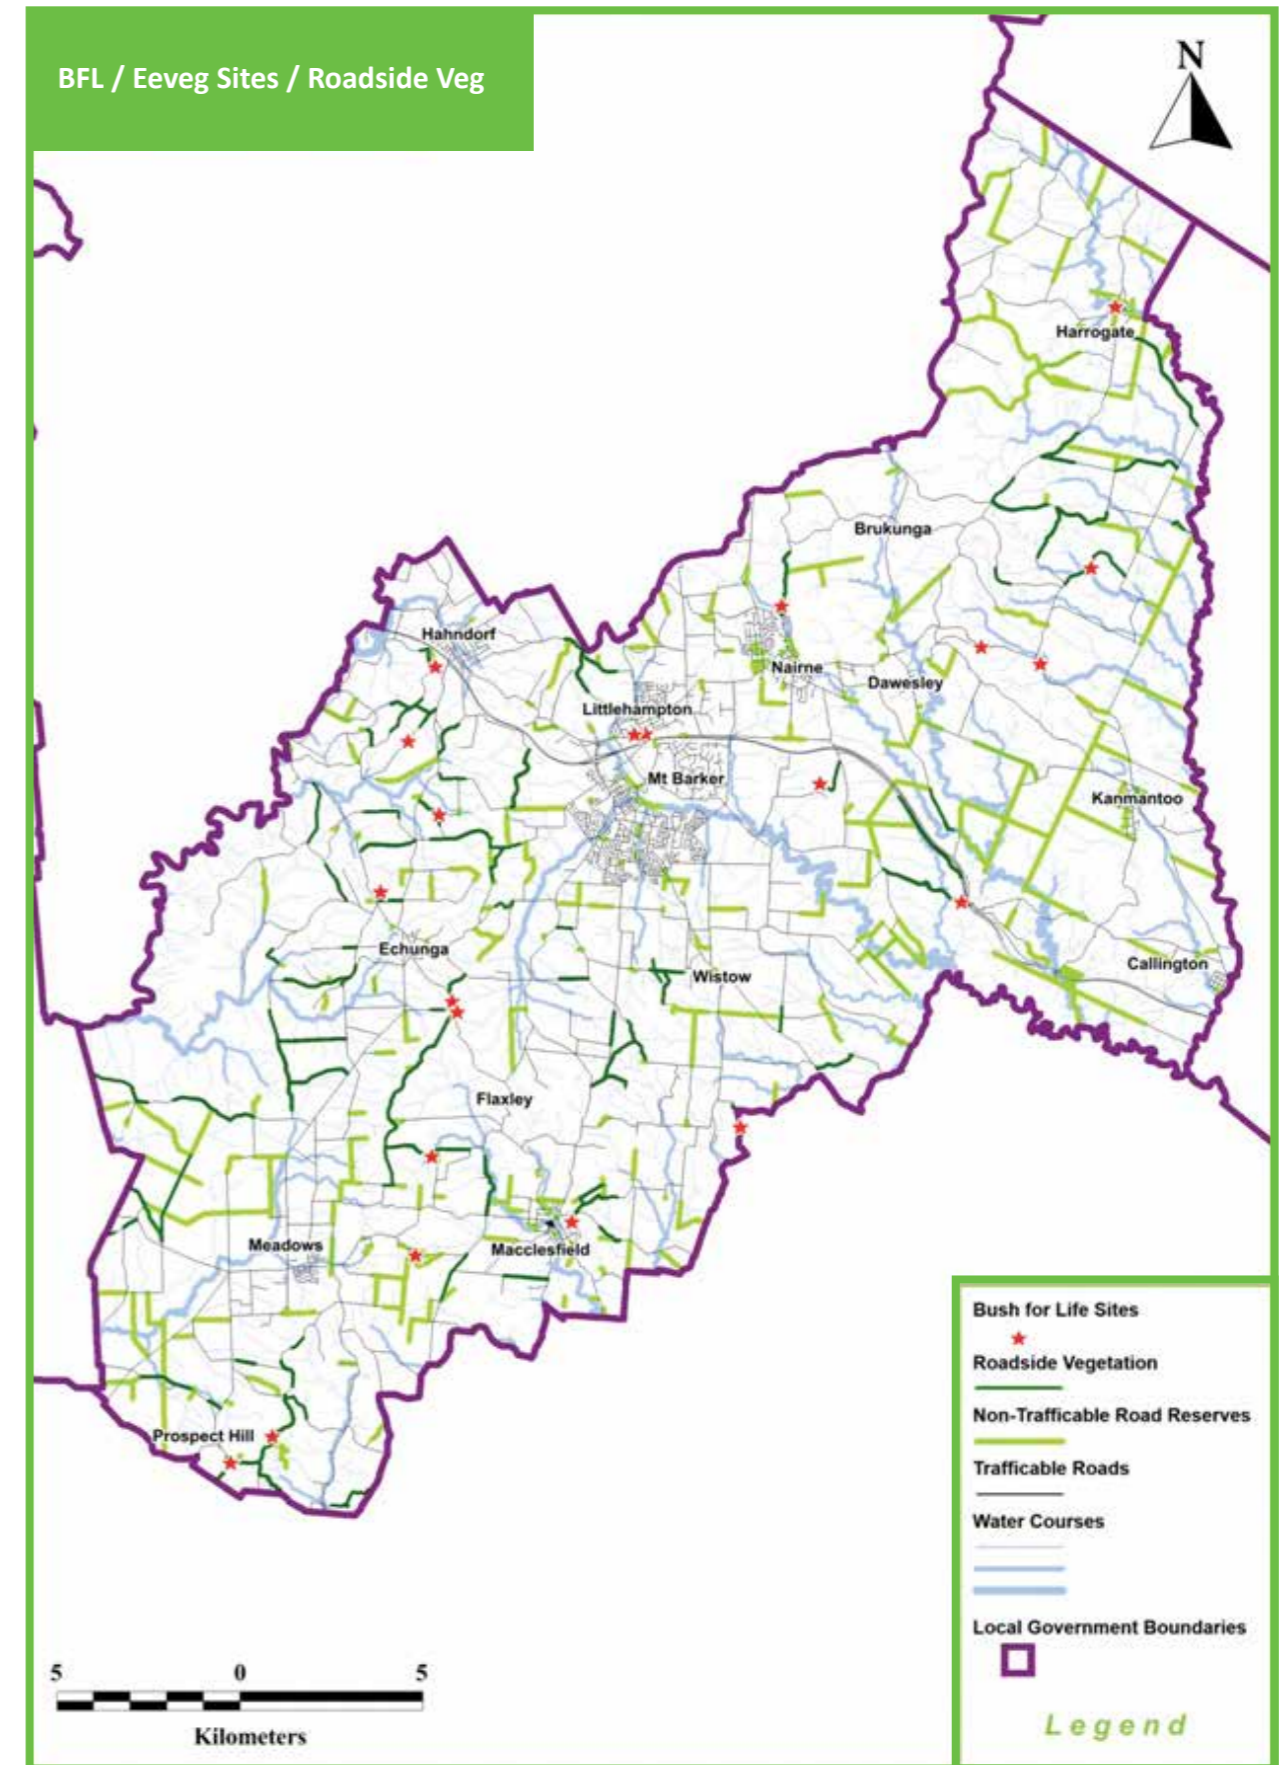 BFL / Eeveg Sites / Roadside Veg
N
Harrogate
Brukunga
Hahndorf
Nairne
Dawesley
Littlehampton
Mt Barker
Kanmantoo
Echunga
Wistow
Callington
Flaxley
Meadows
Macclesfield
Prospect Hill
Bush for Life Sites
Roadside Vegetation
Non-Trafficable Road Reserves
Trafficable Roads
Water Courses
Local Government Boundaries
Legend
5 0 5
Kilometers